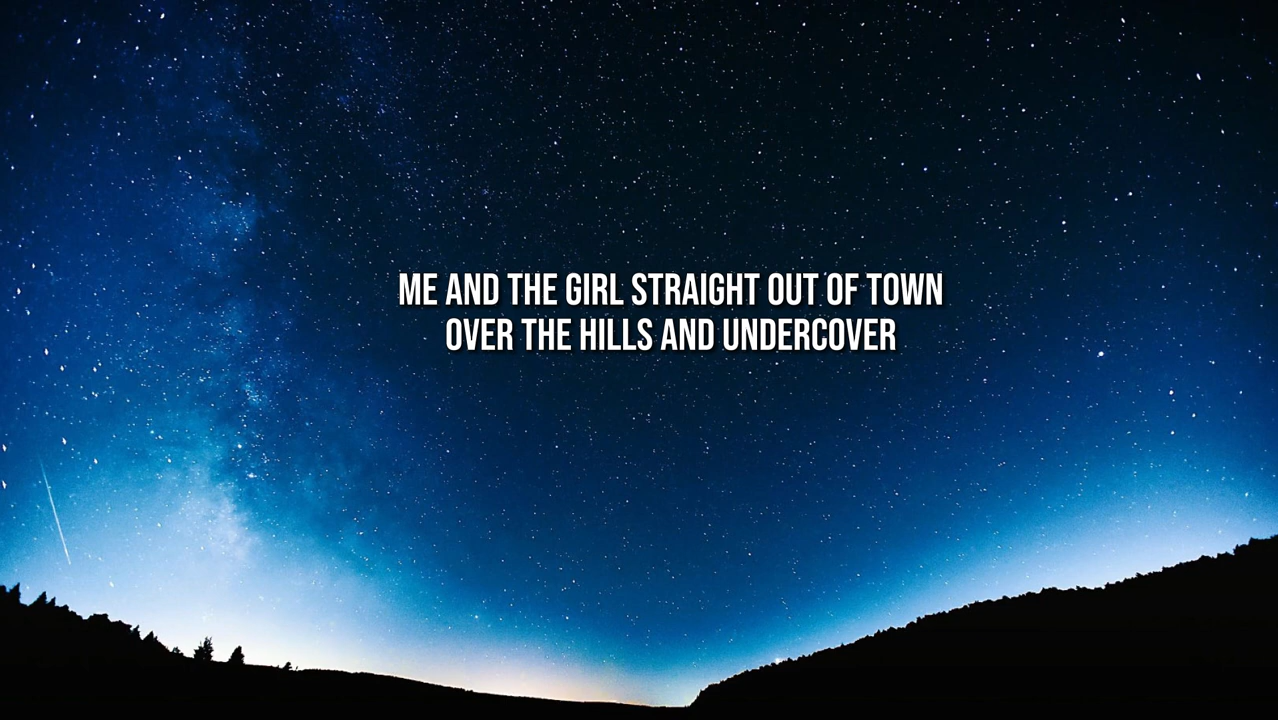 ME AND THE GIRL STRAIGHT OUT OF TOWN
OVER THE HILLS AND UNDERCOVER